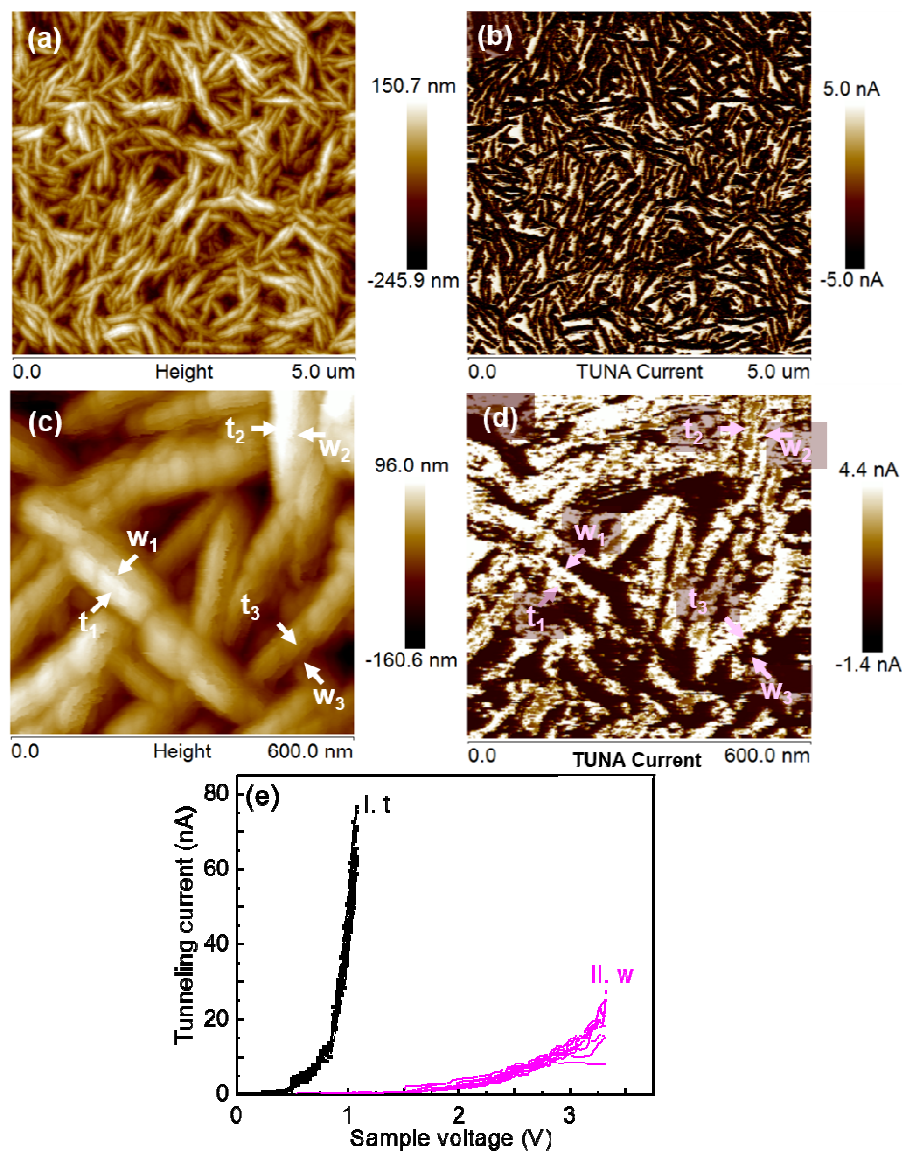 (a)
150.7 nm
-245.9 nm
0.0 Height 5.0 um
(b)
5.0 nA
-5.0 nA
0.0 TUNA Current 5.0 um
(c)
t2
w2
w1
t1
t3
w3
96.0 nm
-160.6 nm
0.0 Height 600.0 nm
(d)
t2
w2
w1
t1
t3
w3
4.4 nA
-1.4 nA
0.0 TUNA Current 600.0 nm
(e)
I. t
II. w
80
60
40
20
0
Tunneling current (nA)
0 1 2 3
Sample voltage (V)